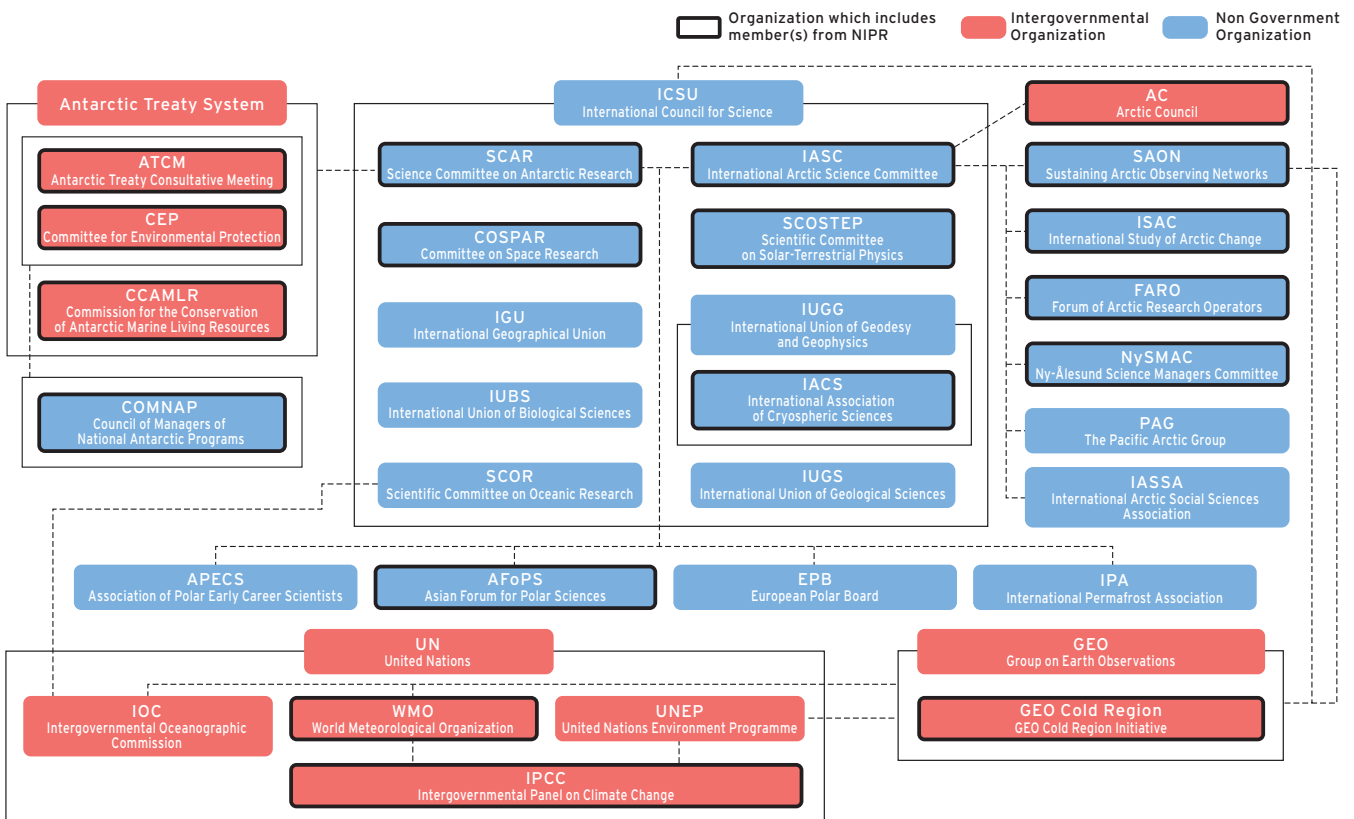 Organization which includes
member(s) from NIPR
Intergovernmental
Organization
Non Government
Organization
Antarctic Treaty System
ATCM
Antarctic Treaty Consultative Meeting
CEP
Committee for Environmental Protection
CCAMLR
Commission for the Conservation
of Antarctic Marine Living Resources
COMNAP
Council of Managers of
National Antarctic Programs
ICSU
International Council for Science
SCAR
Science Committee on Antarctic Research
IASC
International Arctic Science Committee
COSPAR
Committee on Space Research
SCOSTEP
Scientific Committee
on Solar-Terrestrial Physics
IGU
International Geographical Union
IUGG
International Union of Geodesy
and Geophysics
IUBS
International Union of Biological Sciences
IACS
International Association
of Cryospheric Sciences
SCOR
Scientific Committee on Oceanic Research
IUGS
International Union of Geological Sciences
AC
Arctic Council
SAON
Sustaining Arctic Observing Networks
ISAC
International Study of Arctic Change
FARO
Forum of Arctic Research Operators
NySMAC
Ny-Ålesund Science Managers Committee
PAG
The Pacific Arctic Group
IASSA
International Arctic Social Sciences
Association
APECS
Association of Polar Early Career Scientists
AFoPS
Asian Forum for Polar Sciences
EPB
European Polar Board
IPA
International Permafrost Association
UN
United Nations
IOC
Intergovernmental Oceanographic
Commission
WMO
World Meteorological Organization
UNEP
United Nations Environment Programme
IPCC
Intergovernmental Panel on Climate Change
GEO
Group on Earth Observations
GEO Cold Region
GEO Cold Region Initiative